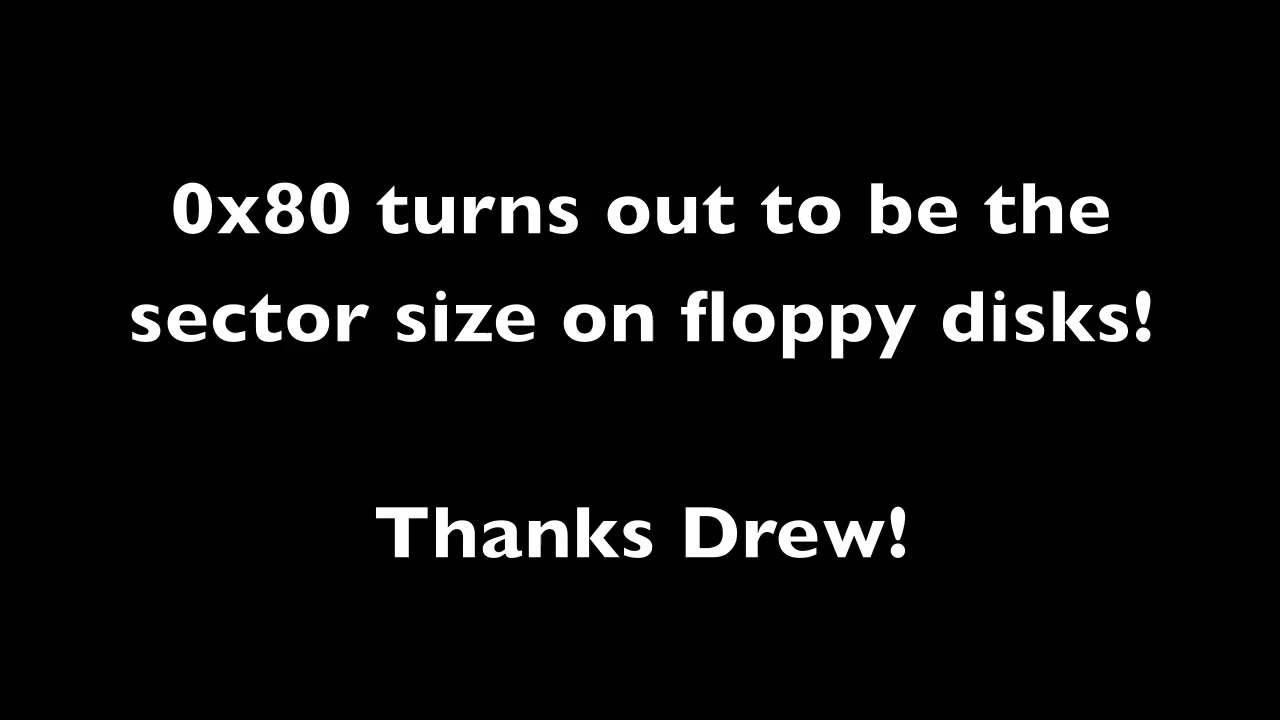 0x80 turns out to be the
sector size on floppy disks!
Thanks Drew!